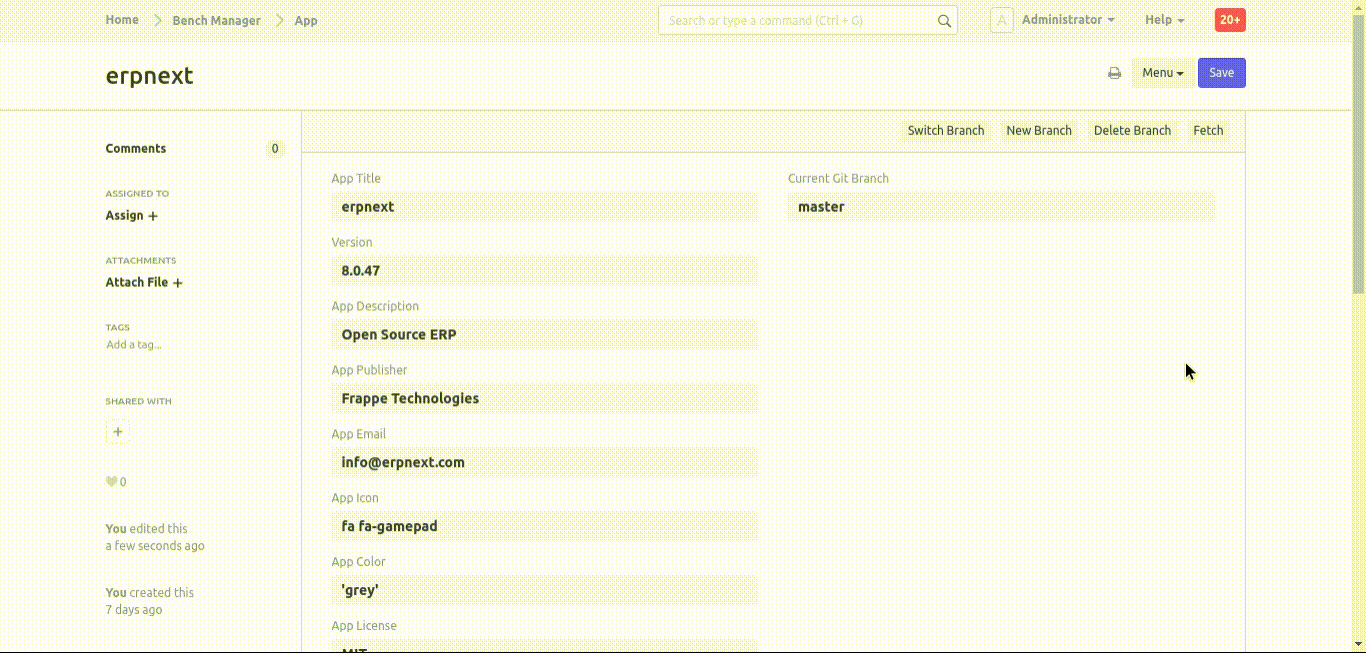 Home Bench Manager App Search or type a command (Ctrl + G) A Administrator Help 20+
erpnext Menu Save
Switch Branch New Branch Delete Branch Fetch
Comments 0
ASSIGNED TO
Assign +
ATTACHMENTS
Attach File +
TAGS
Add a tag...
SHARED WITH
+
0
You edited this
a few seconds ago
You created this
7 days ago
App Title
erpnext
Version
8.0.47
App Description
Open Source ERP
App Publisher
Frappe Technologies
App Email
info@erpnext.com
App Icon
fa fa-gamepad
App Color
'grey'
App License
MIT
Current Git Branch
master